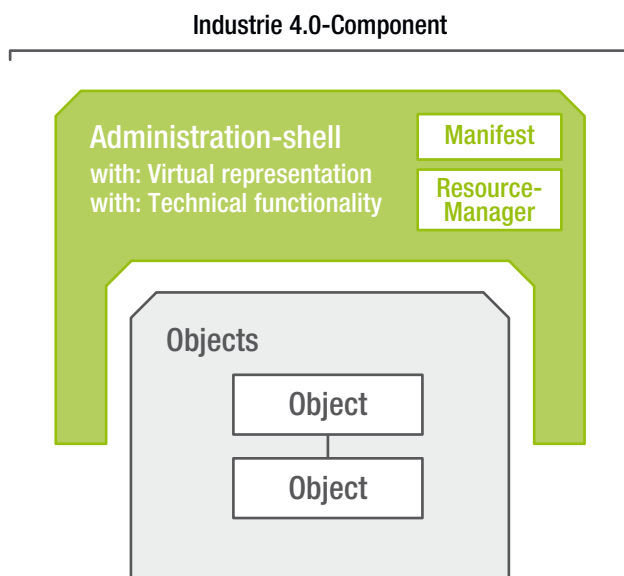 Industrie 4.0-Component
Administration-shell
with: Virtual representation
with: Technical functionality
Manifest
Resource-
Manager
Objects
Object
Object